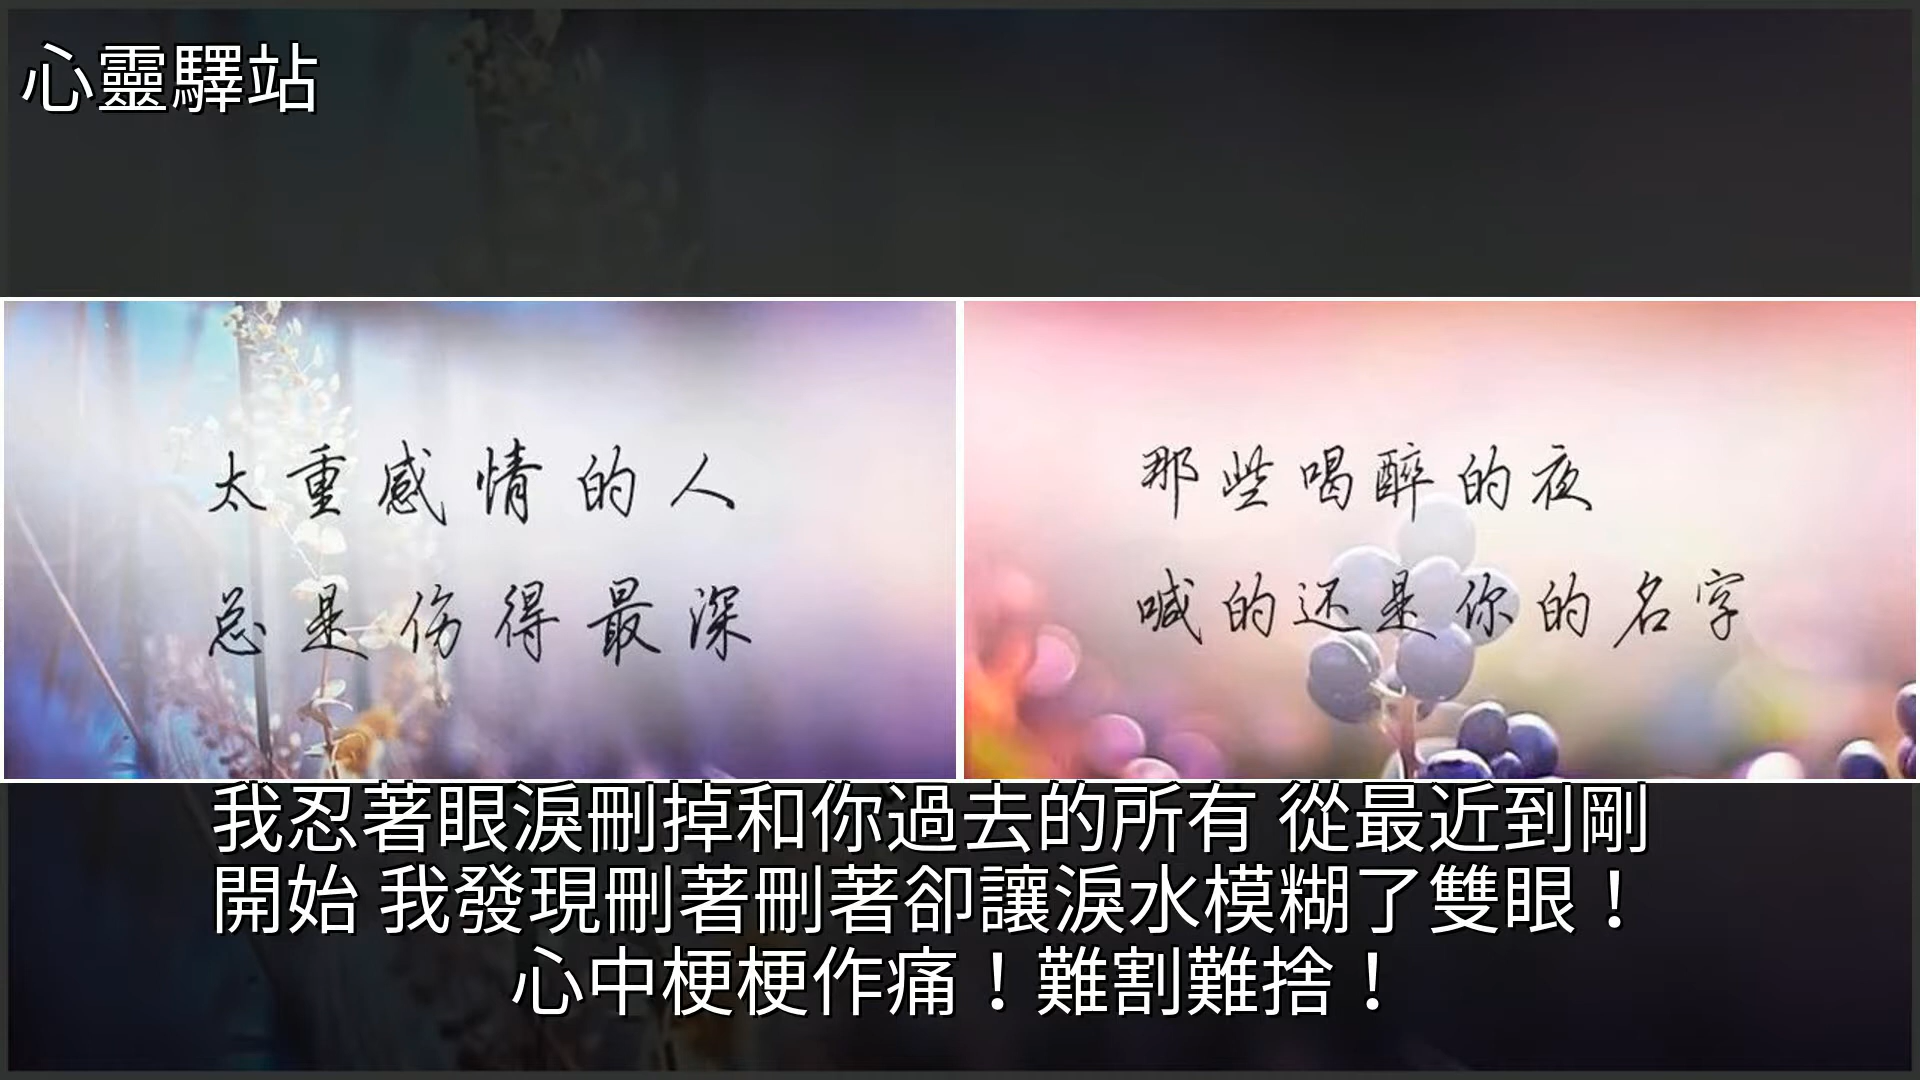 心靈驛站
太重感情的人
总是伤得最深
那些喝醉的夜
喊的还是你的名字
我忍著眼淚刪掉和你過去的所有 從最近到剛
開始 我發現刪著刪著卻讓淚水模糊了雙眼！
心中梗梗作痛！難割難捨！